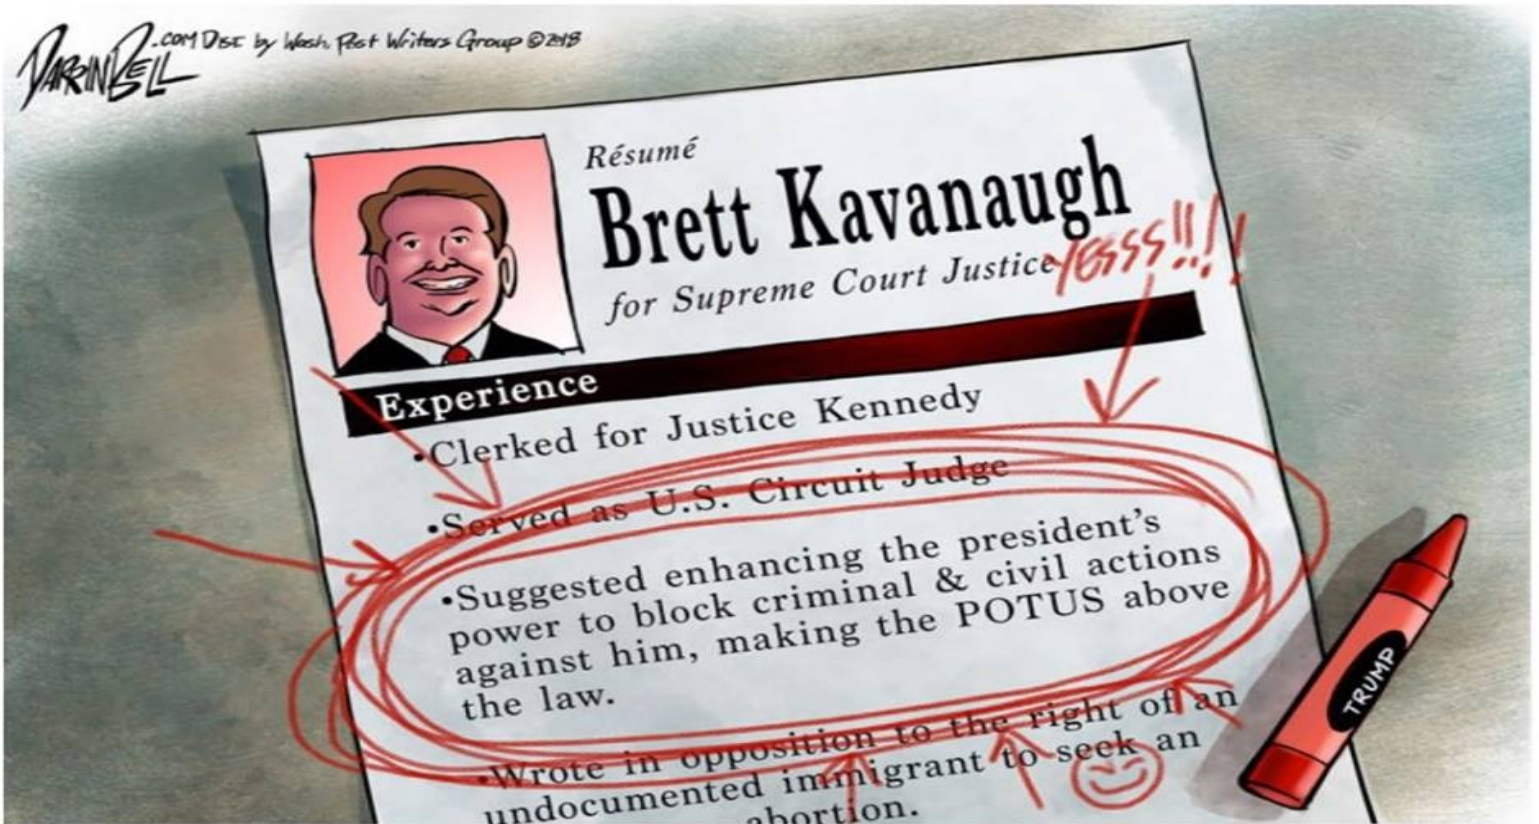 DARRIN BELL .COM DIST by Wash. Post Writers Group ©2018
Résumé
Brett Kavanaugh
for Supreme Court Justice
YESSSS!!!!
Experience
•Clerked for Justice Kennedy
•Served as U.S. Circuit Judge
•Suggested enhancing the president's
power to block criminal & civil actions
against him, making the POTUS above
the law.
•Wrote in opposition to the right of an
undocumented immigrant to seek an
abortion.
TRUMP